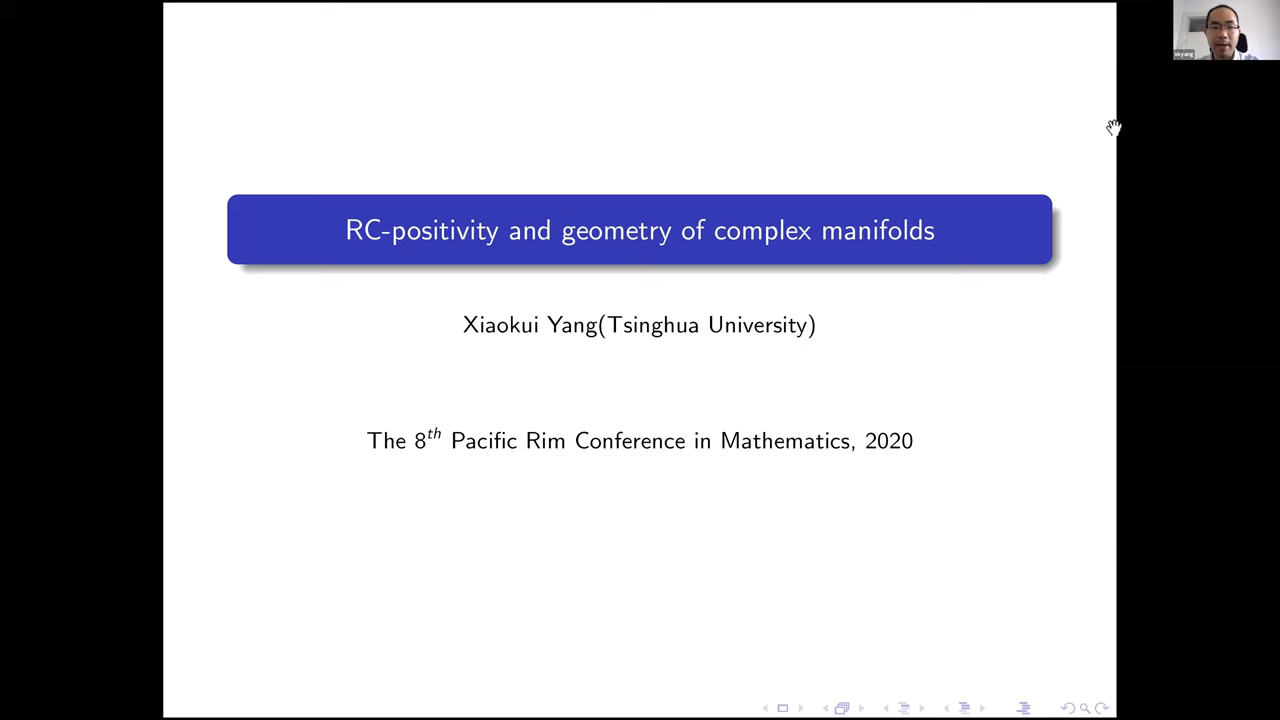 xkyang
RC-positivity and geometry of complex manifolds
Xiaokui Yang(Tsinghua University)
The 8th Pacific Rim Conference in Mathematics, 2020